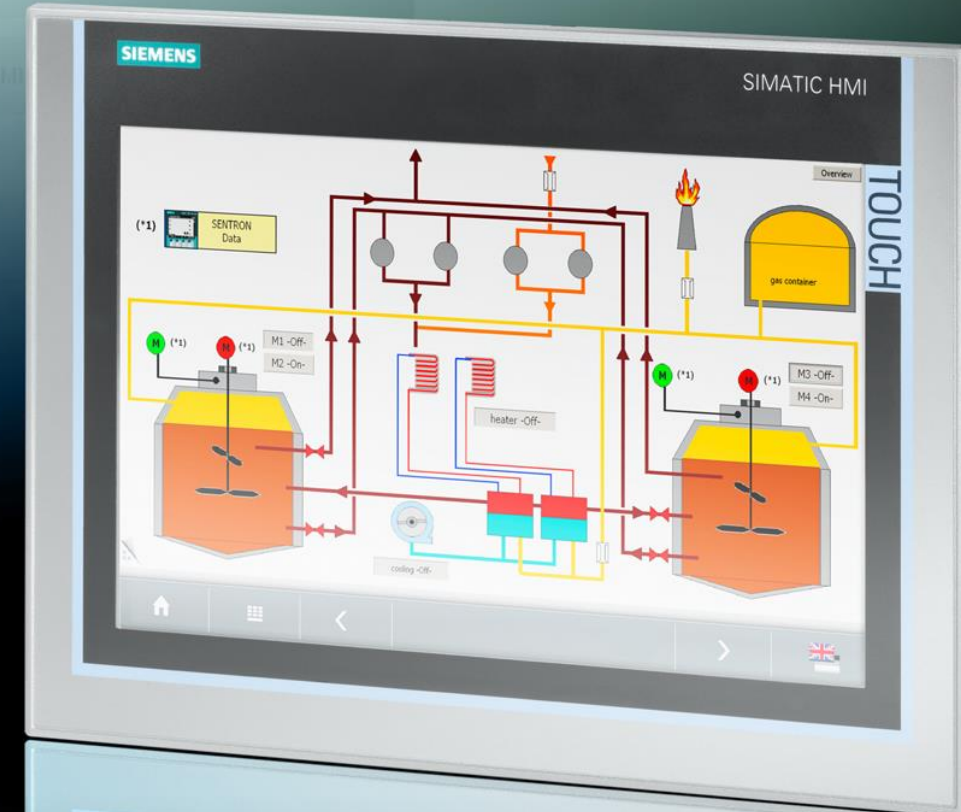 SIEMENS
SIMATIC HMI
TOUCH
Overview
(*1)
SENTRON
Data
gas container
M
(*1)
M
(*1)
M1 -Off-
M2 -On-
M
(*1)
M
(*1)
M3 -Off-
M4 -On-
heater -Off-
cooling -Off-